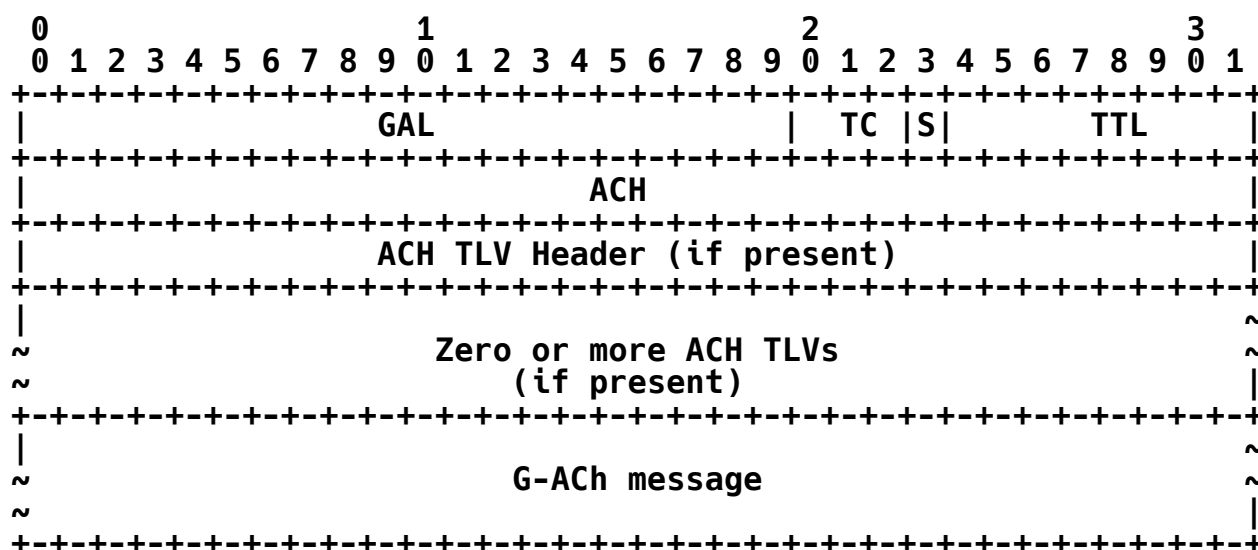 0                   1                   2                   3
 0 1 2 3 4 5 6 7 8 9 0 1 2 3 4 5 6 7 8 9 0 1 2 3 4 5 6 7 8 9 0 1
+-+-+-+-+-+-+-+-+-+-+-+-+-+-+-+-+-+-+-+-+-+-+-+-+-+-+-+-+-+-+-+-+
|                  GAL                  |  TC |S|       TTL     |
+-+-+-+-+-+-+-+-+-+-+-+-+-+-+-+-+-+-+-+-+-+-+-+-+-+-+-+-+-+-+-+-+
|                             ACH                               |
+-+-+-+-+-+-+-+-+-+-+-+-+-+-+-+-+-+-+-+-+-+-+-+-+-+-+-+-+-+-+-+-+
|                  ACH TLV Header (if present)                  |
+-+-+-+-+-+-+-+-+-+-+-+-+-+-+-+-+-+-+-+-+-+-+-+-+-+-+-+-+-+-+-+-+
|                                                               ~
~                     Zero or more ACH TLVs                     ~
~                         (if present)                          |
+-+-+-+-+-+-+-+-+-+-+-+-+-+-+-+-+-+-+-+-+-+-+-+-+-+-+-+-+-+-+-+-+
|                                                               ~
~                         G-ACh message                         ~
~                                                               |
+-+-+-+-+-+-+-+-+-+-+-+-+-+-+-+-+-+-+-+-+-+-+-+-+-+-+-+-+-+-+-+-+